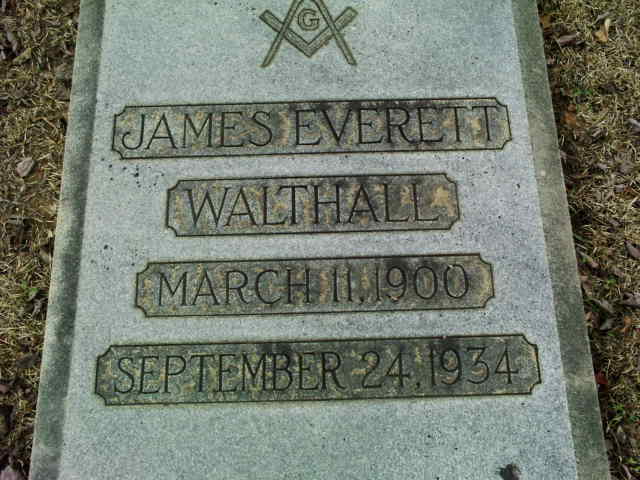 G
JAMES EVERETT
WALTHALL
MARCH 11, 1900
SEPTEMBER 24, 1934